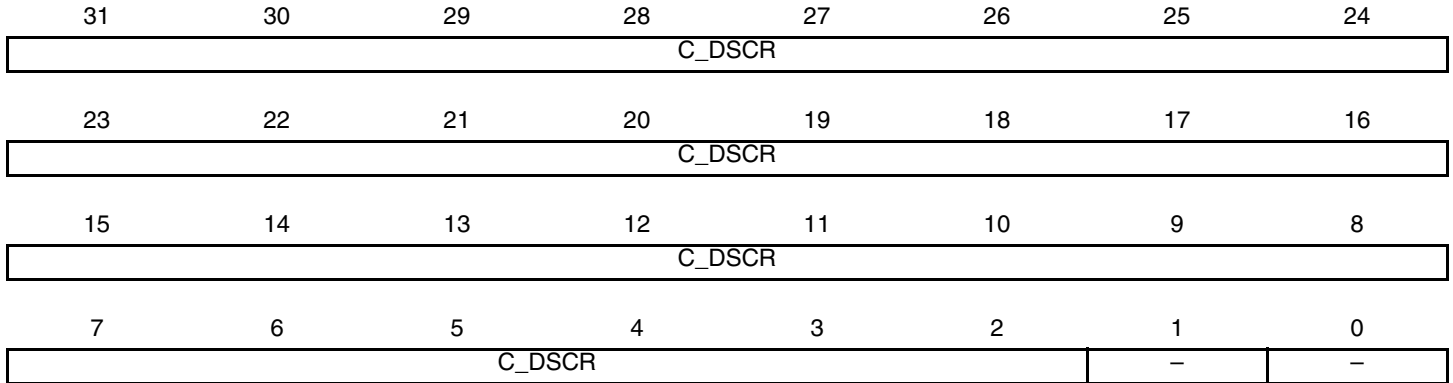 31 30 29 28 27 26 25 24
C_DSCR
23 22 21 20 19 18 17 16
C_DSCR
15 14 13 12 11 10 9 8
C_DSCR
7 6 5 4 3 2 1 0
C_DSCR – –